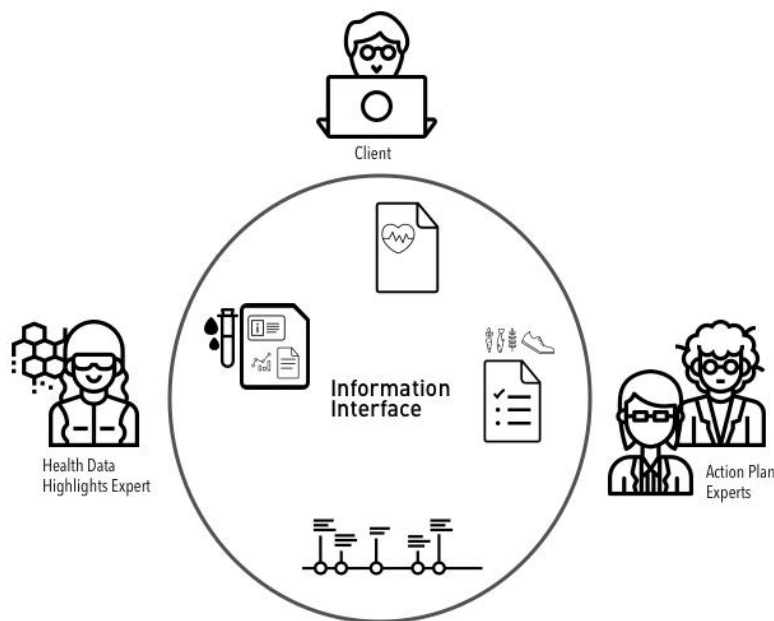 Client
Information
Interface
Health Data
Highlights Expert
Action Plan
Experts